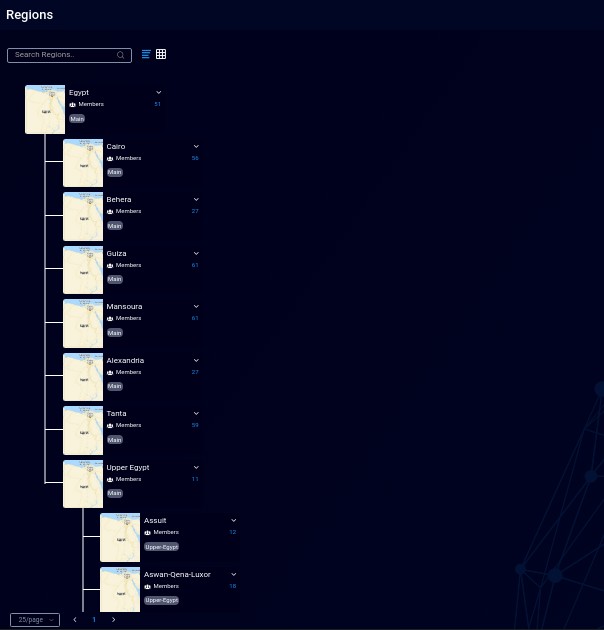 Regions
Search Regions..
Egypt
Members 51
Main
Cairo
Members 56
Main
Behera
Members 27
Main
Guiza
Members 61
Main
Mansoura
Members 61
Main
Alexandria
Members 27
Main
Tanta
Members 59
Main
Upper Egypt
Members 11
Main
Assuit
Members 12
Upper-Egypt
Aswan-Qena-Luxor
Members 18
Upper-Egypt
25/page
1